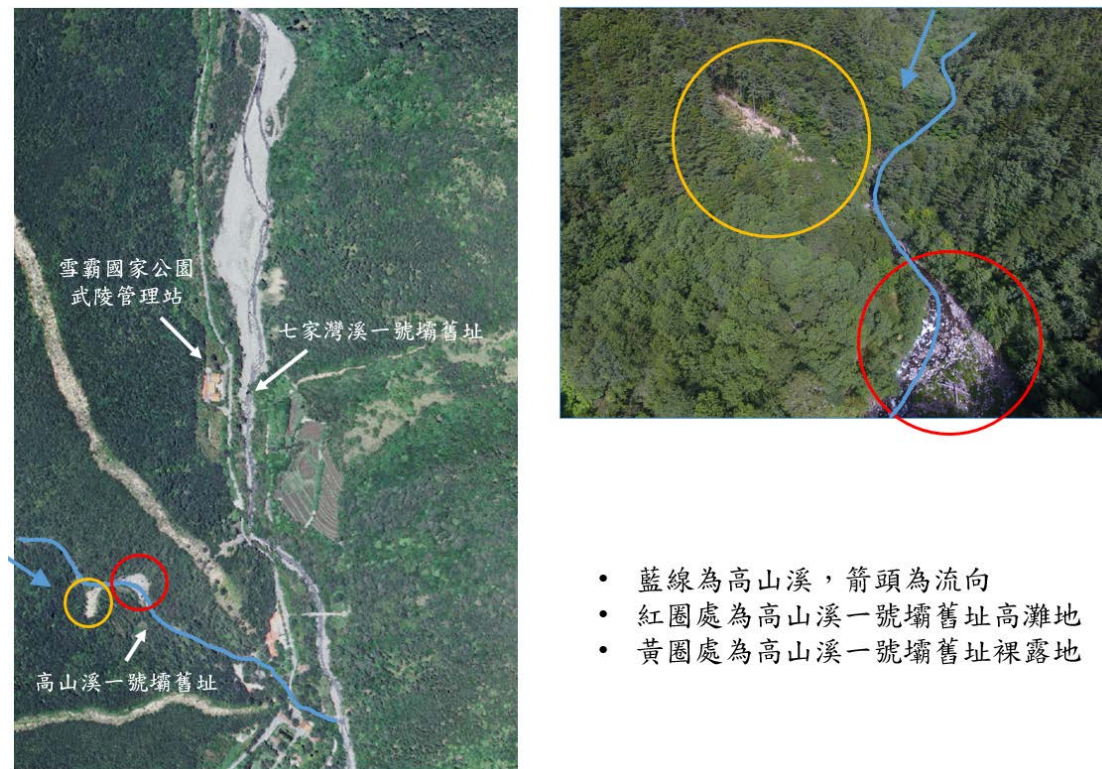 雪霸國家公園
武陵管理站
七家灣溪一號壩舊址
高山溪一號壩舊址
• 藍線為高山溪，箭頭為流向
• 紅圈處為高山溪一號壩舊址高灘地
• 黃圈處為高山溪一號壩舊址裸露地